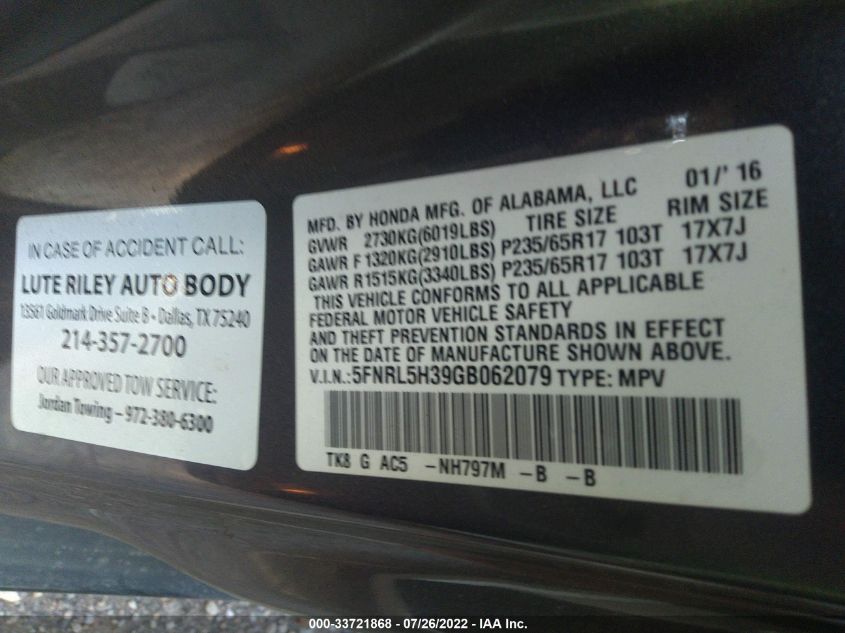 IN CASE OF ACCIDENT CALL:
LUTE RILEY AUTO BODY
13561 Goldmark Drive Suite B • Dallas, TX 75240
214-357-2700
OUR APPROVED TOW SERVICE:
Jordan Towing – 972-380-6300
MFD. BY HONDA MFG. OF ALABAMA, LLC 01/' 16
GVWR 2730KG(6019LBS) TIRE SIZE RIM SIZE
GAWR F 1320KG(2910LBS) P235/65R17 103T 17X7J
GAWR R1515KG(3340LBS) P235/65R17 103T 17X7J
THIS VEHICLE CONFORMS TO ALL APPLICABLE
FEDERAL MOTOR VEHICLE SAFETY
AND THEFT PREVENTION STANDARDS IN EFFECT
ON THE DATE OF MANUFACTURE SHOWN ABOVE.
V.I.N.:5FNRL5H39GB062079 TYPE: MPV
TK8 G AC5 -NH797M -B -B
000-33721868 - 07/26/2022 - IAA Inc.